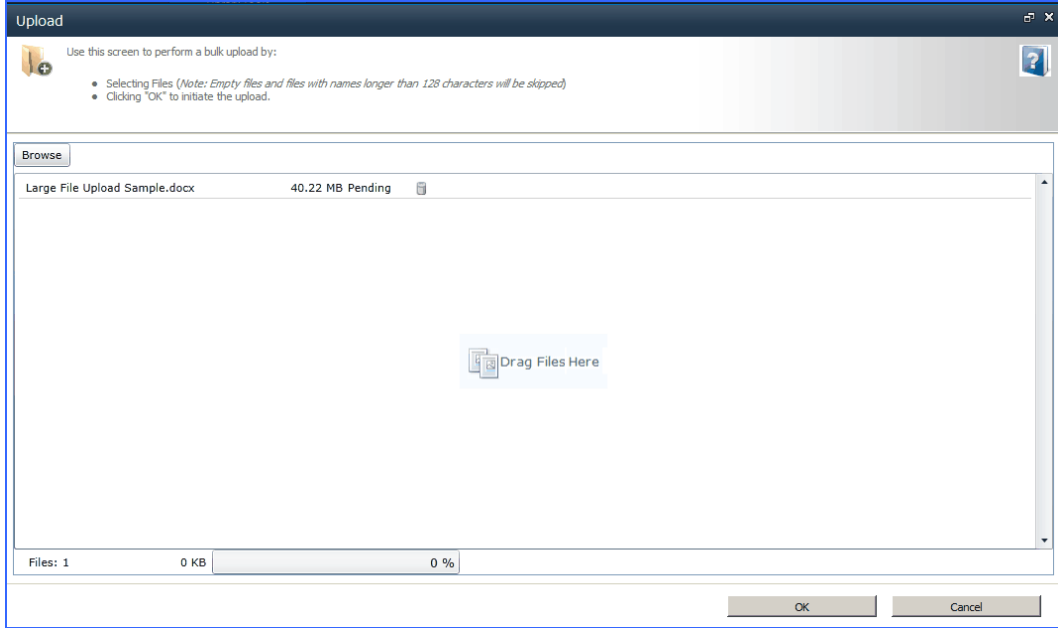 Upload
Use this screen to perform a bulk upload by:
Selecting Files (Note: Empty files and files with names longer than 128 characters will be skipped)
Clicking "OK" to initiate the upload.
Browse
Large File Upload Sample.docx 40.22 MB Pending
Drag Files Here
Files: 1 0 KB 0 %
OK Cancel